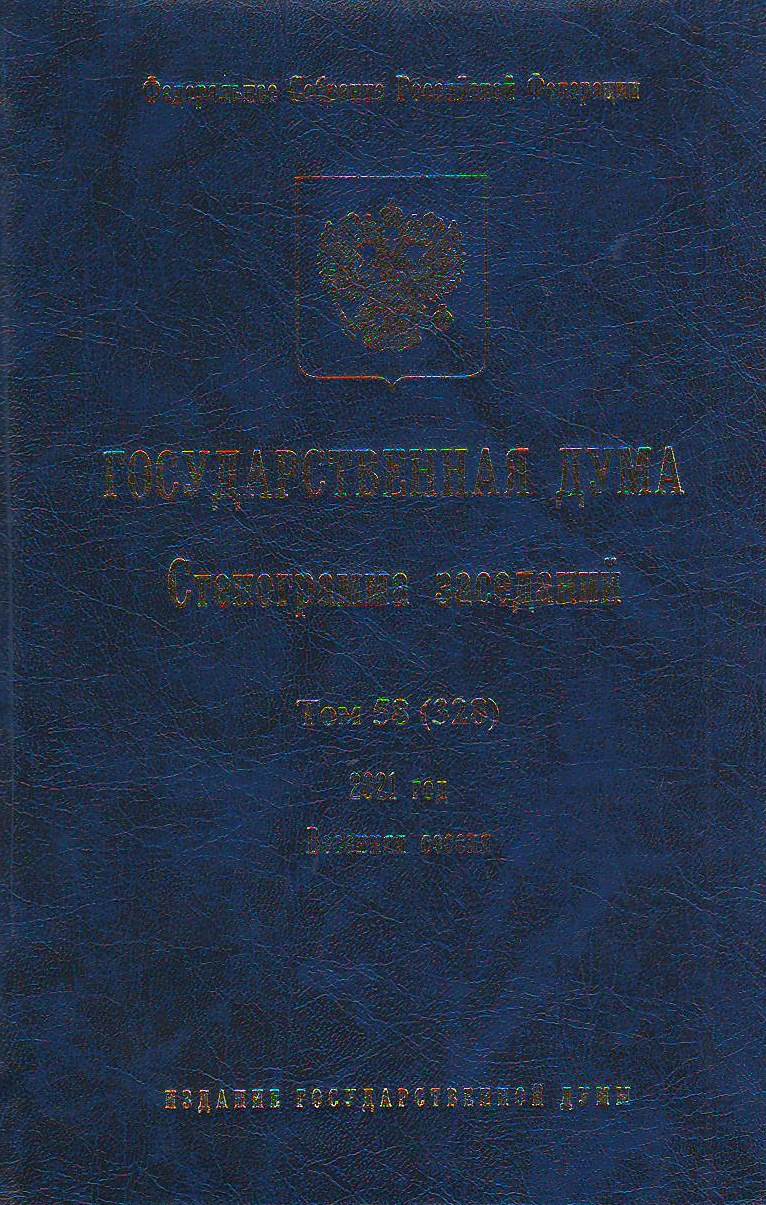 Федеральное Собрание Российской Федерации
ГОСУДАРСТВЕННАЯ ДУМА
Стенограмма заседаний
Том 58 (328)
2021 год
Весенняя сессия
ИЗДАНИЕ ГОСУДАРСТВЕННОЙ ДУМЫ